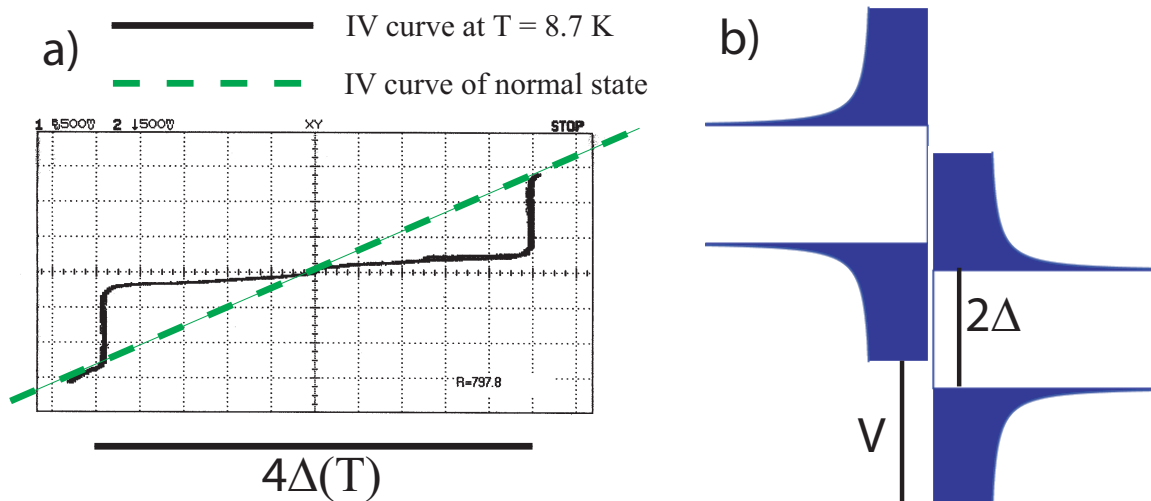 a)
IV curve at T = 8.7 K
IV curve of normal state
XY
STOP
R=797.8
4Δ(T)
b)
2Δ
V